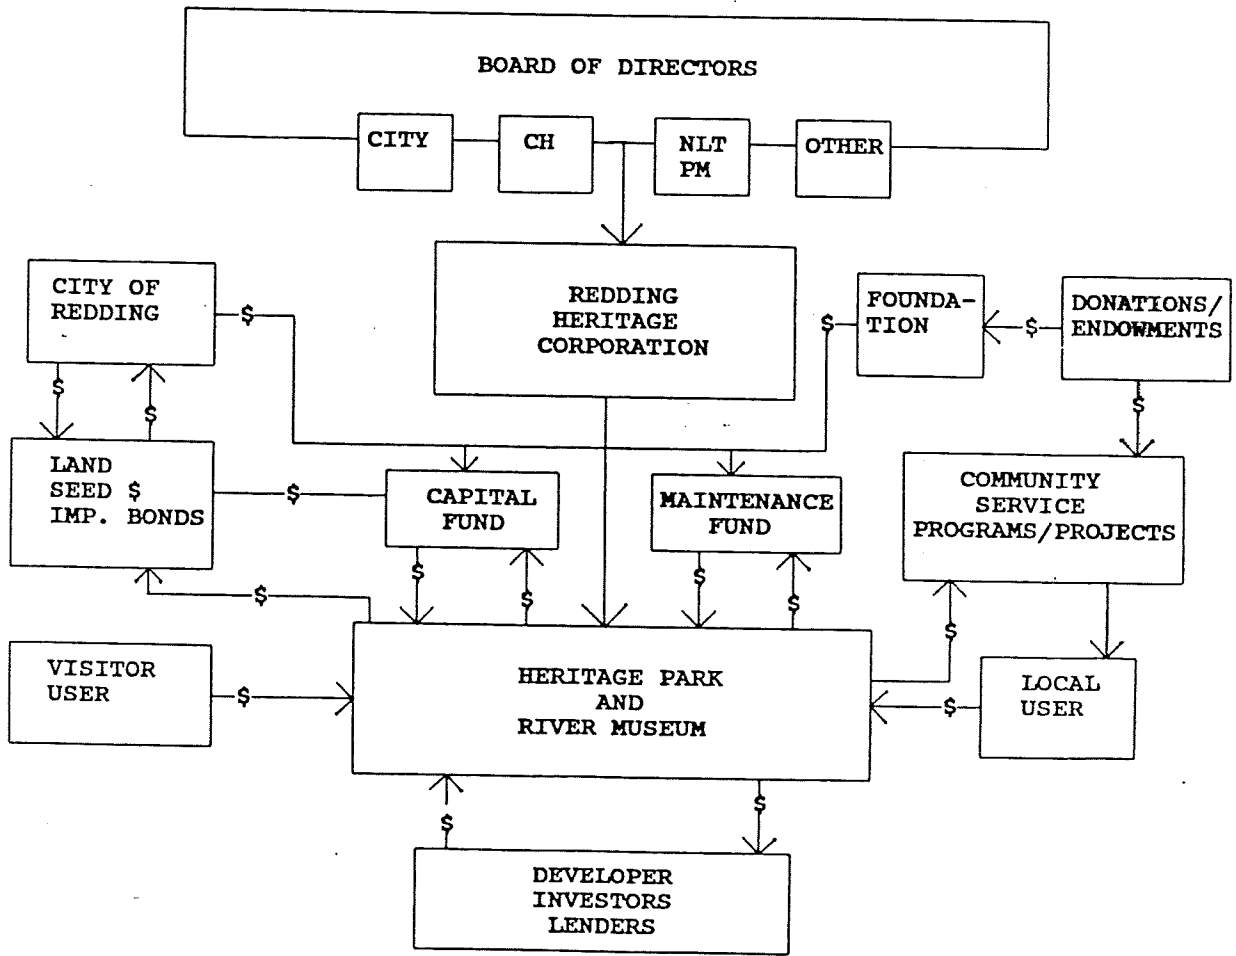 BOARD OF DIRECTORS
CITY
CH
NLT
PM
OTHER
REDDING
HERITAGE
CORPORATION
CITY OF
REDDING
$
$
FOUNDA-
TION
$
DONATIONS/
ENDOWMENTS
$
$
$
LAND
SEED $
IMP. BONDS
$
CAPITAL
FUND
MAINTENANCE
FUND
COMMUNITY
SERVICE
PROGRAMS/PROJECTS
$
$
$
$
$
$
VISITOR
USER
$
HERITAGE PARK
AND
RIVER MUSEUM
$
LOCAL
USER
$
$
DEVELOPER
INVESTORS
LENDERS